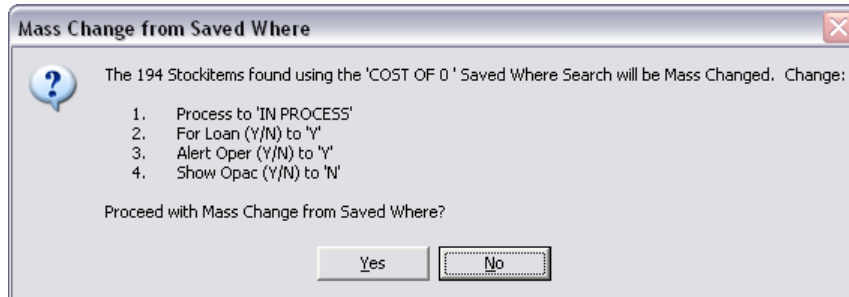 Mass Change from Saved Where
The 194 Stockitems found using the 'COST OF 0 ' Saved Where Search will be Mass Changed. Change:
1. Process to 'IN PROCESS'
2. For Loan (Y/N) to 'Y'
3. Alert Oper (Y/N) to 'Y'
4. Show Opac (Y/N) to 'N'
Proceed with Mass Change from Saved Where?
Yes No